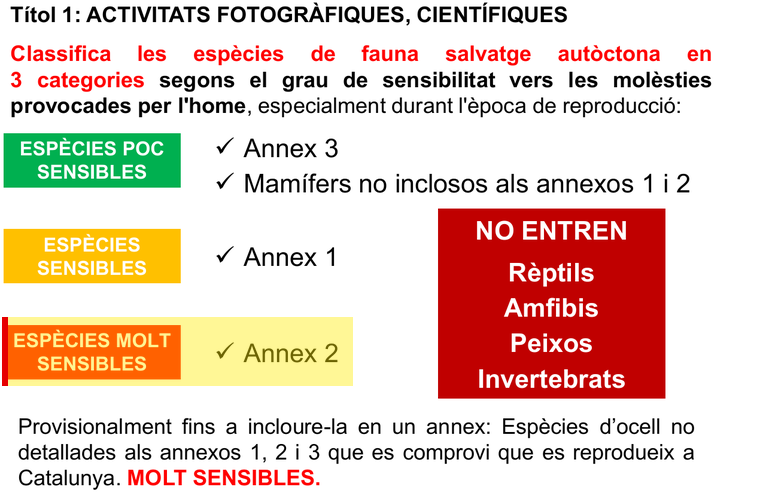 Títol 1: ACTIVITATS FOTOGRÀFIQUES, CIENTÍFIQUES
Classifica les espècies de fauna salvatge autòctona en
3 categories segons el grau de sensibilitat vers les molèsties
provocades per l'home, especialment durant l'època de reproducció:
ESPÈCIES POC
SENSIBLES
✓ Annex 3
✓ Mamífers no inclosos als annexos 1 i 2
ESPÈCIES
SENSIBLES
✓ Annex 1
ESPÈCIES MOLT
SENSIBLES
✓ Annex 2
NO ENTREN
Rèptils
Amfibis
Peixos
Invertebrats
Provisionalment fins a incloure-la en un annex: Espècies d’ocell no
detallades als annexos 1, 2 i 3 que es comprovi que es reprodueix a
Catalunya. MOLT SENSIBLES.